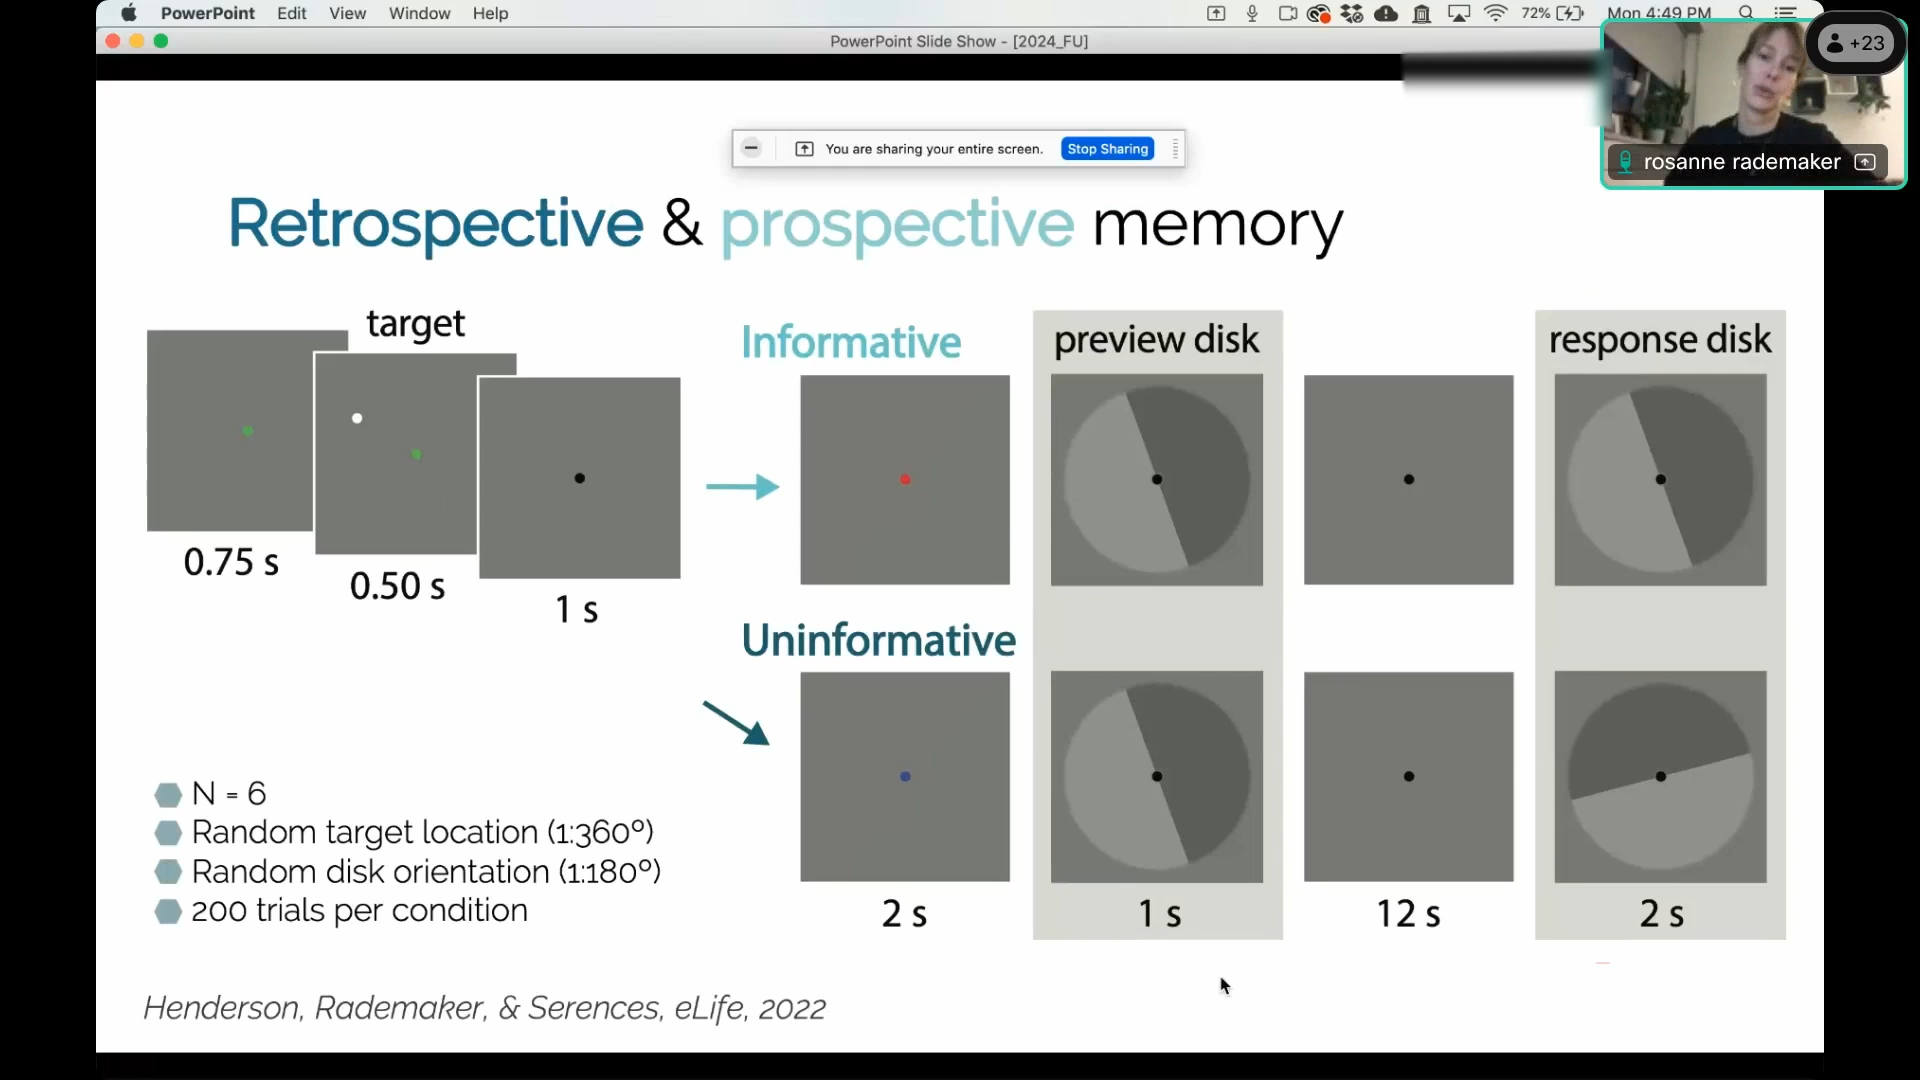 PowerPoint Edit View Window Help 72% Mon 4:49 PM
PowerPoint Slide Show - [2024_FU]
+23
You are sharing your entire screen. Stop Sharing
rosanne rademaker
Retrospective & prospective memory
target
Informative
preview disk
response disk
0.75 s
0.50 s
1 s
Uninformative
N = 6
Random target location (1:360º)
Random disk orientation (1:180º)
200 trials per condition
2 s
1 s
12 s
2 s
Henderson, Rademaker, & Serences, eLife, 2022